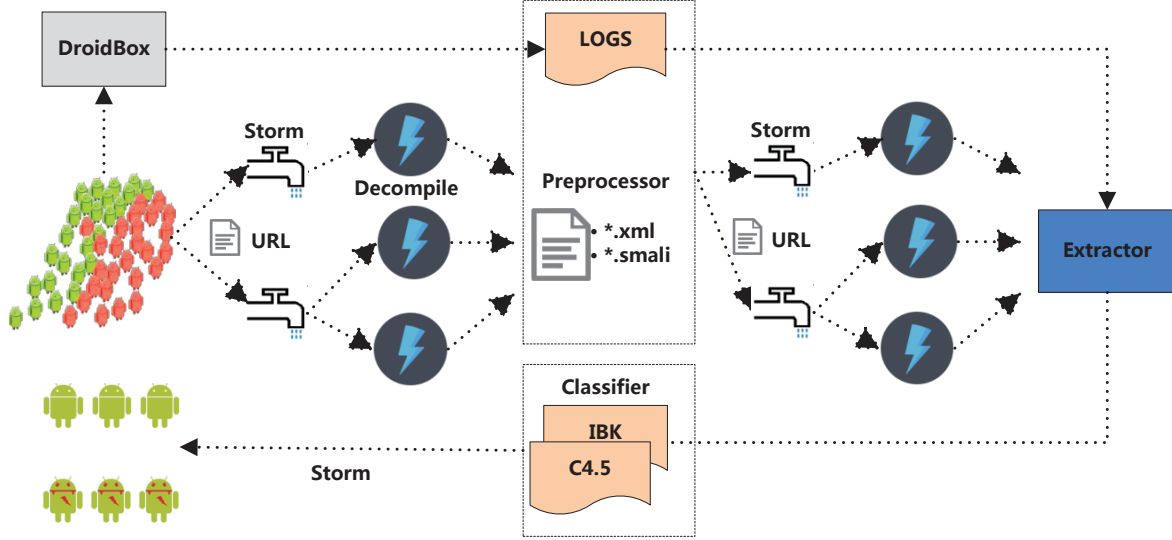 DroidBox
LOGS
Storm
Storm
Decompile
Preprocessor
URL
• *.xml
• *.smali
URL
Extractor
Classifier
IBK
C4.5
Storm